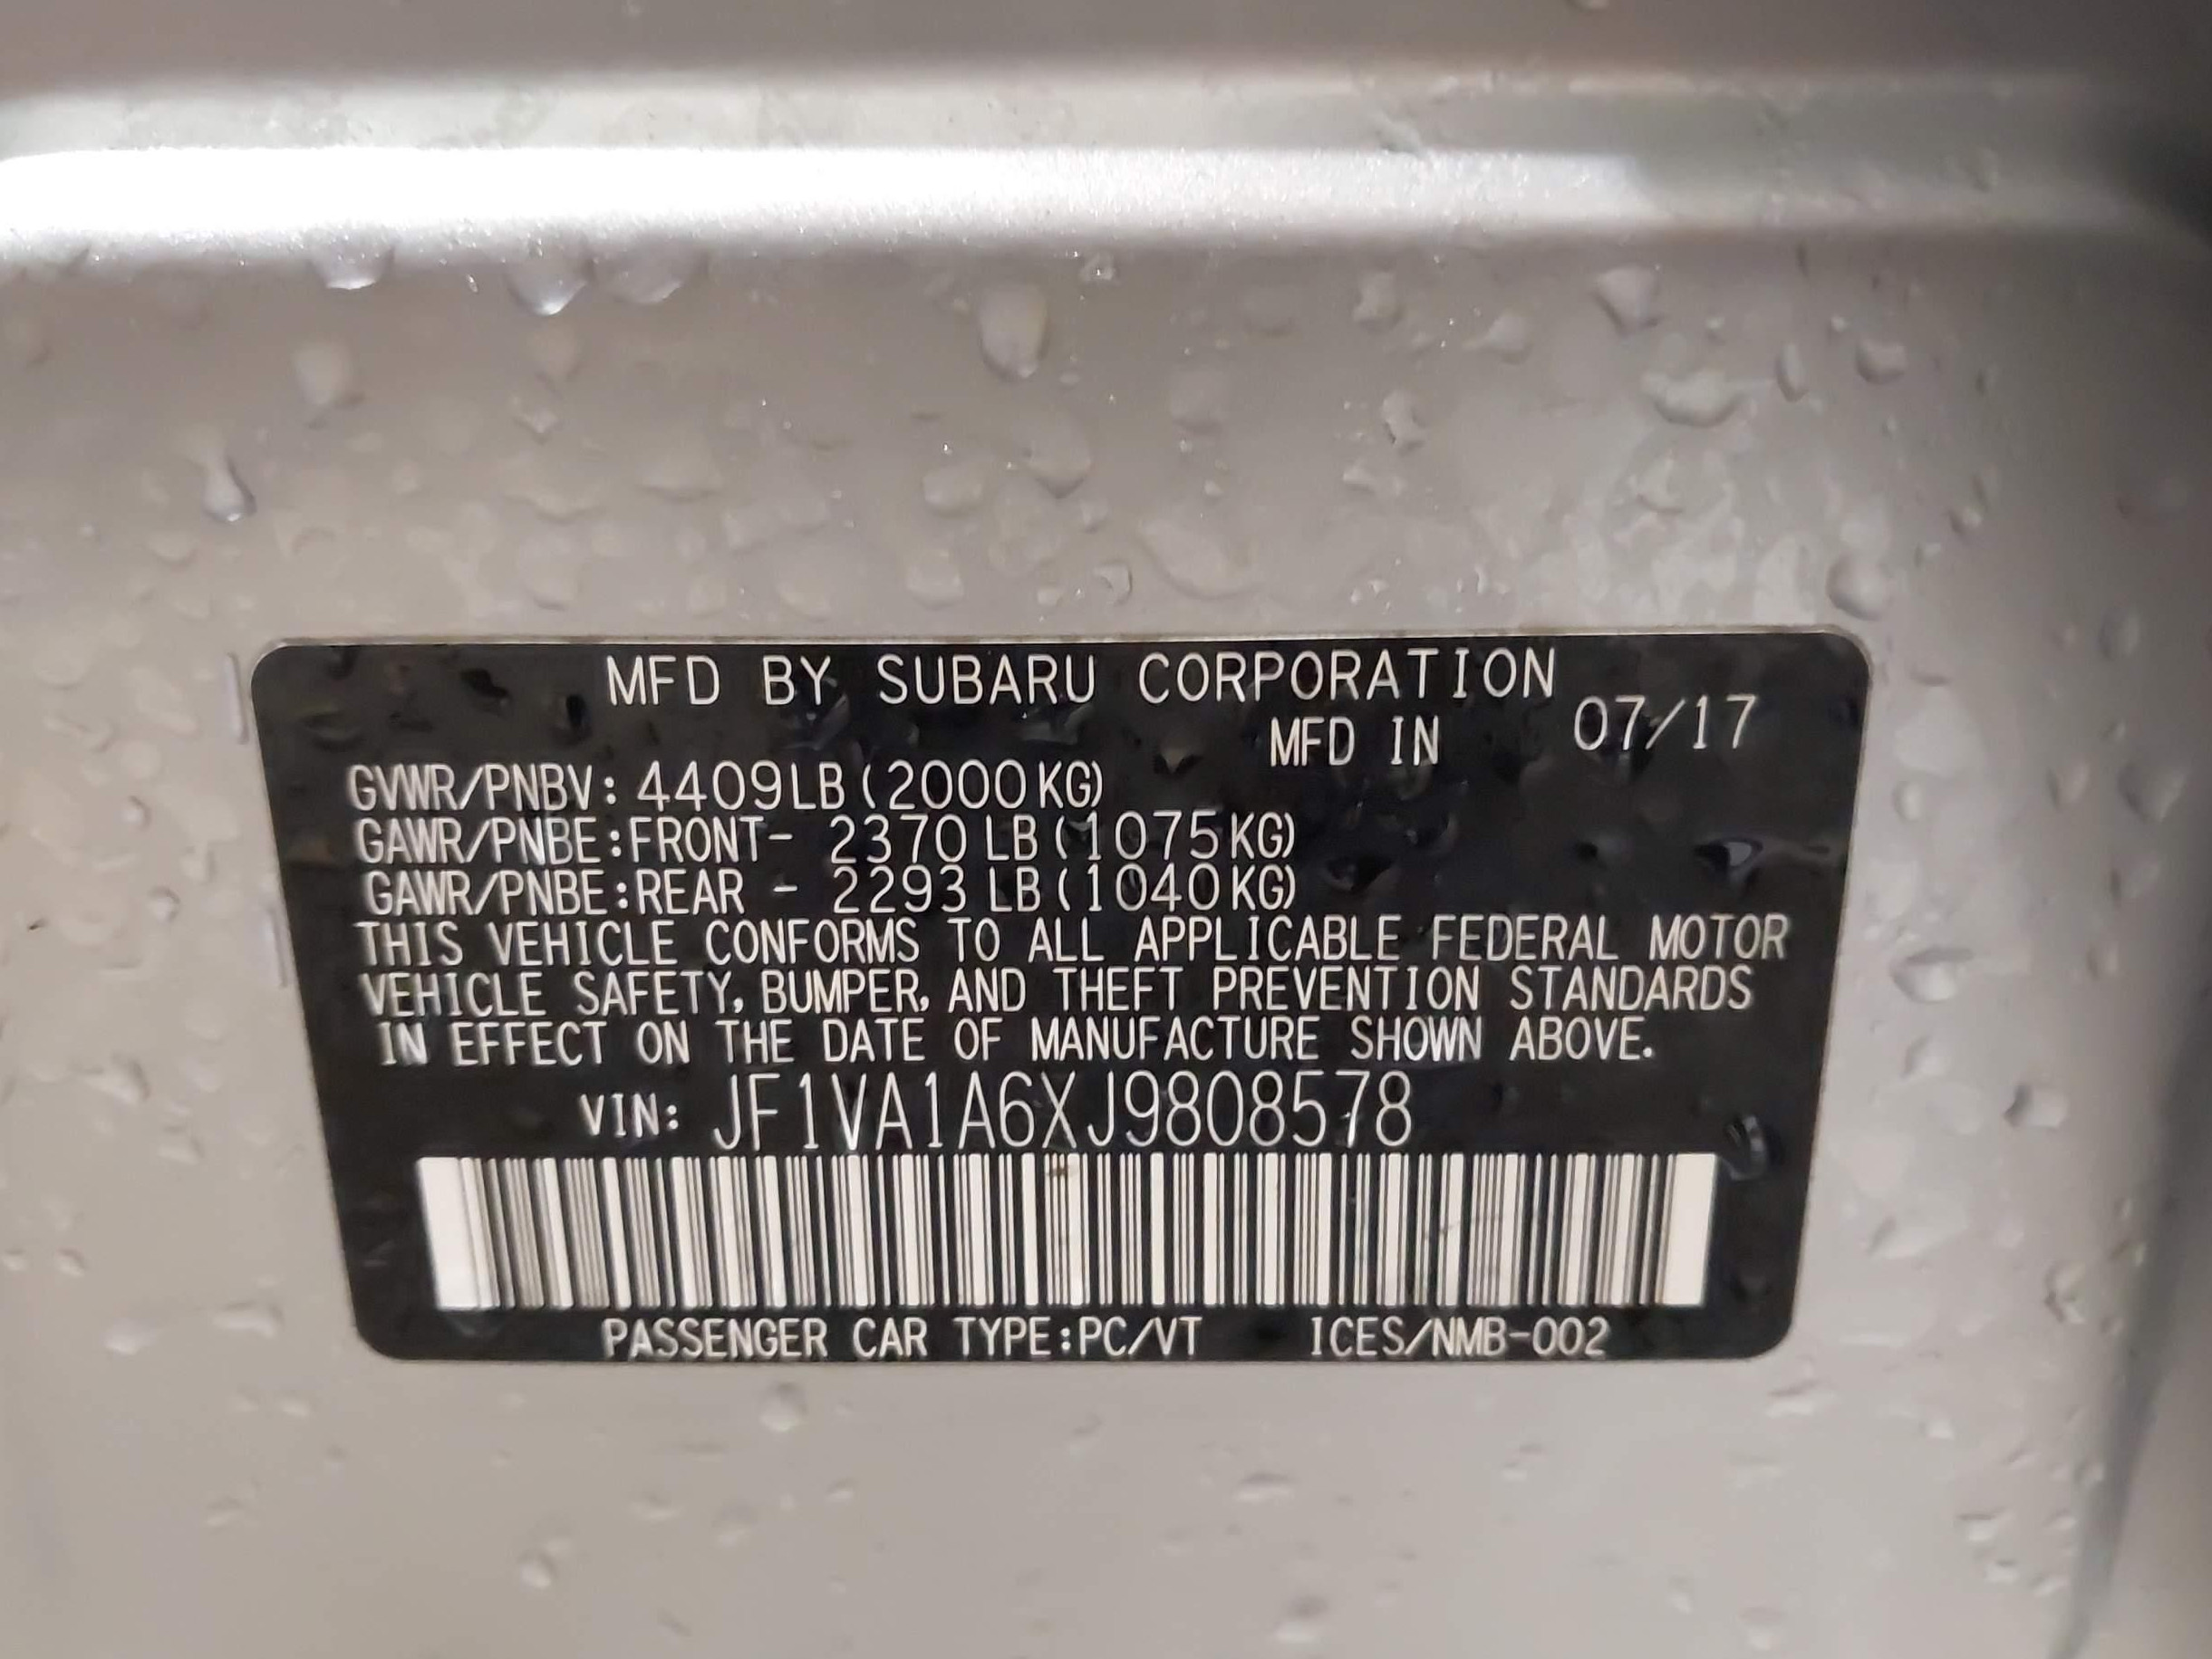 MFD BY SUBARU CORPORATION
MFD IN 07/17
GVWR/PNBV: 4409LB(2000KG)
GAWR/PNBE:FRONT- 2370 LB(1075KG)
GAWR/PNBE:REAR - 2293 LB(1040KG)
THIS VEHICLE CONFORMS TO ALL APPLICABLE FEDERAL MOTOR
VEHICLE SAFETY, BUMPER, AND THEFT PREVENTION STANDARDS
IN EFFECT ON THE DATE OF MANUFACTURE SHOWN ABOVE.
VIN: JF1VA1A6XJ9808578
PASSENGER CAR TYPE:PC/VT ICES/NMB-002